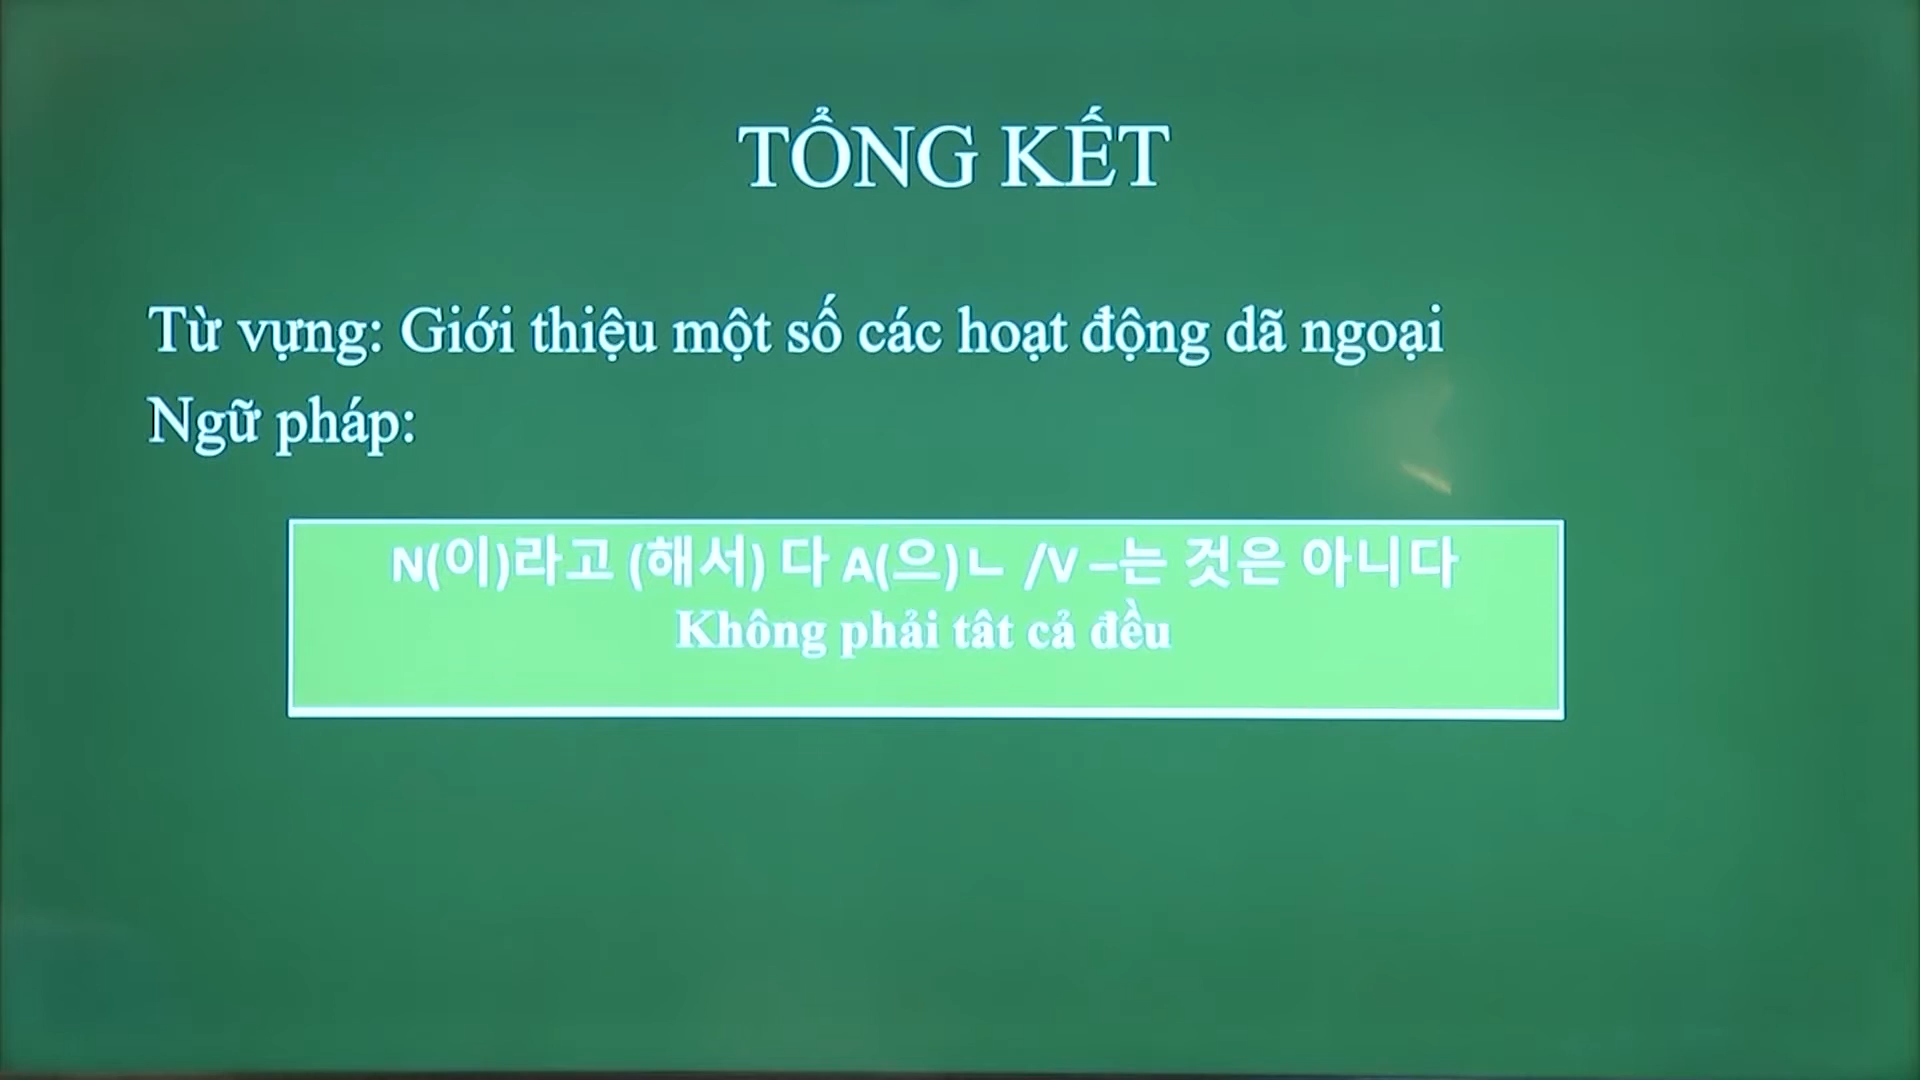 TỔNG KẾT
Từ vựng: Giới thiệu một số các hoạt động dã ngoại
Ngữ pháp:
N(이)라고 (해서) 다 A(으)ㄴ /V –는 것은 아니다
Không phải tât cả đều